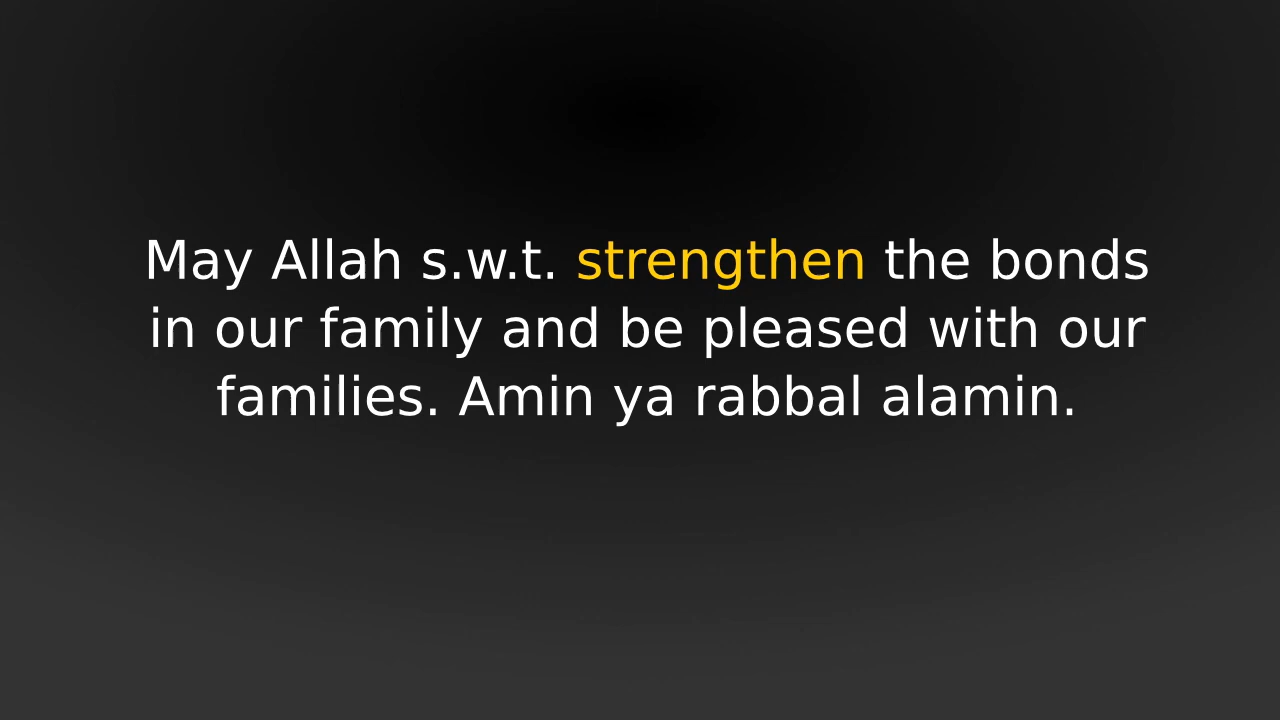 May Allah s.w.t. strengthen the bonds
in our family and be pleased with our
families. Amin ya rabbal alamin.